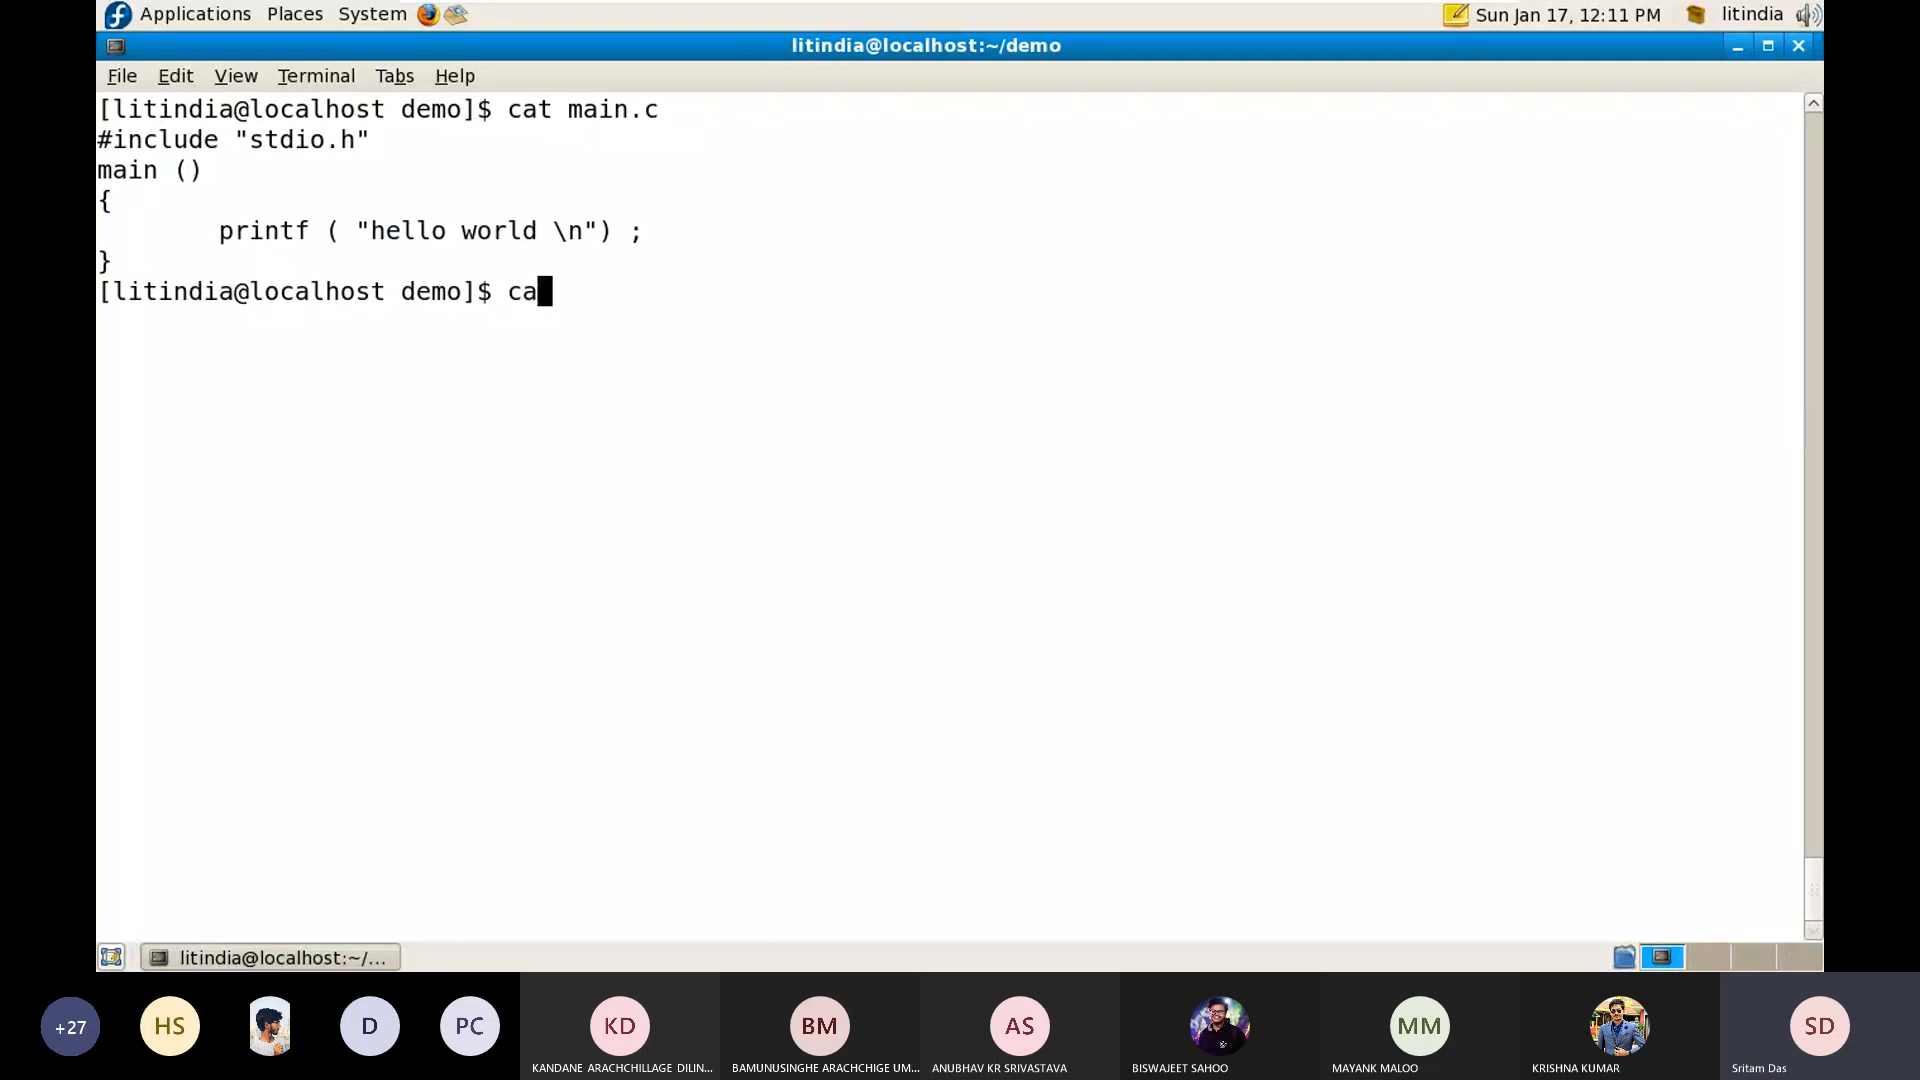 Applications Places System Sun Jan 17, 12:11 PM litindia
litindia@localhost:~/demo
File Edit View Terminal Tabs Help
[litindia@localhost demo]$ cat main.c
#include "stdio.h"
main ()
{
        printf ( "hello world \n") ;
}
[litindia@localhost demo]$ ca
litindia@localhost:~/...
+27 HS D PC KD BM AS MM SD
KANDANE ARACHCHILLAGE DILIN... BAMUNUSINGHE ARACHCHIGE UM... ANUBHAV KR SRIVASTAVA BISWAJEET SAHOO MAYANK MALOO KRISHNA KUMAR Sritam Das